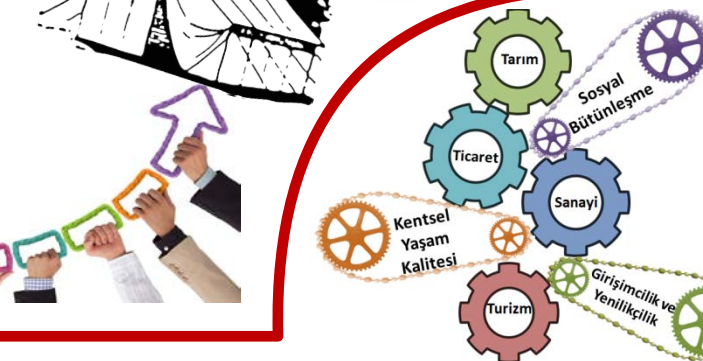 Tarım
Sosyal
Bütünleşme
Ticaret
Sanayi
Kentsel
Yaşam
Kalitesi
Girişimcilik ve
Yenilikçilik
Turizm